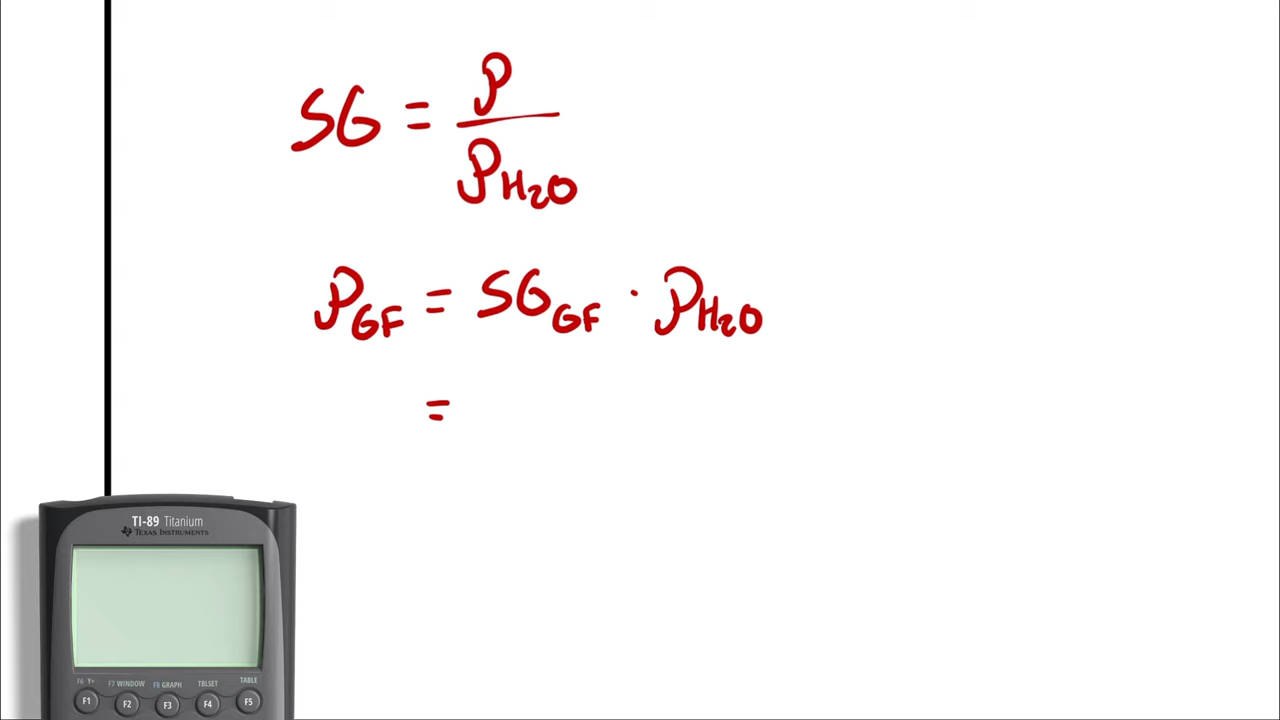 SG = ρ / ρH₂O
ρGF = SGGF · ρH₂O
=
TI-89 Titanium
TEXAS INSTRUMENTS
F6 Y= F7 WINDOW F8 GRAPH TBLSET TABLE
F1 F2 F3 F4 F5